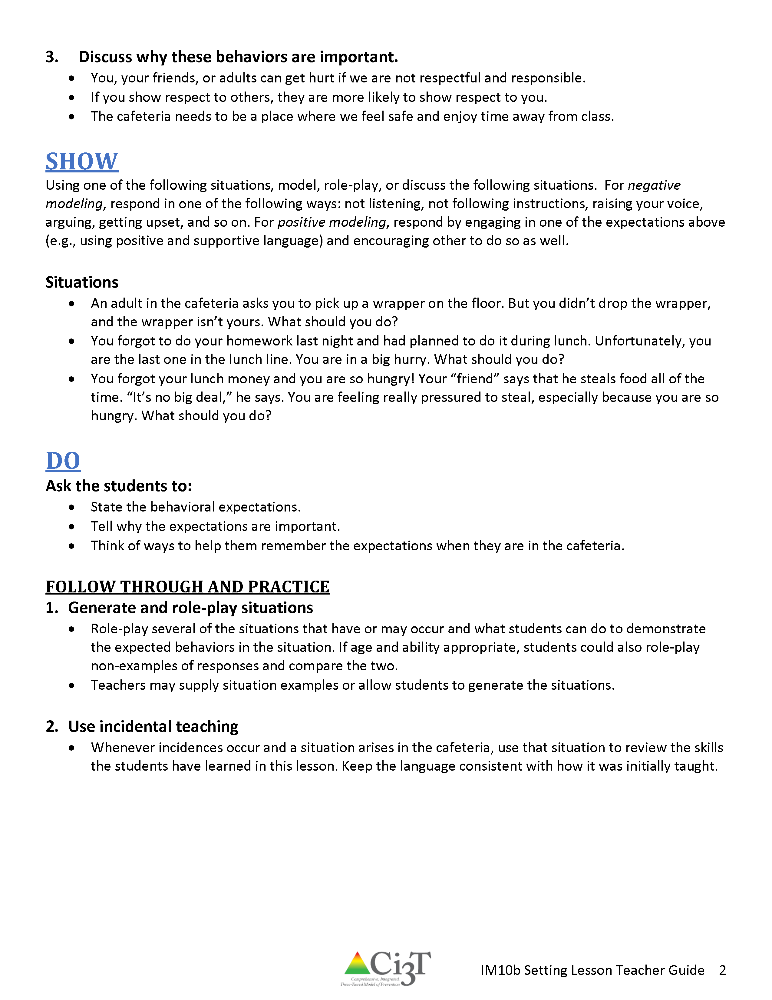 3. Discuss why these behaviors are important.
• You, your friends, or adults can get hurt if we are not respectful and responsible.
• If you show respect to others, they are more likely to show respect to you.
• The cafeteria needs to be a place where we feel safe and enjoy time away from class.
SHOW
Using one of the following situations, model, role-play, or discuss the following situations.  For negative
modeling, respond in one of the following ways: not listening, not following instructions, raising your voice,
arguing, getting upset, and so on. For positive modeling, respond by engaging in one of the expectations above
(e.g., using positive and supportive language) and encouraging other to do so as well.
Situations
• An adult in the cafeteria asks you to pick up a wrapper on the floor. But you didn’t drop the wrapper,
and the wrapper isn’t yours. What should you do?
• You forgot to do your homework last night and had planned to do it during lunch. Unfortunately, you
are the last one in the lunch line. You are in a big hurry. What should you do?
• You forgot your lunch money and you are so hungry! Your “friend” says that he steals food all of the
time. “It’s no big deal,” he says. You are feeling really pressured to steal, especially because you are so
hungry. What should you do?
DO
Ask the students to:
• State the behavioral expectations.
• Tell why the expectations are important.
• Think of ways to help them remember the expectations when they are in the cafeteria.
FOLLOW THROUGH AND PRACTICE
1. Generate and role-play situations
• Role-play several of the situations that have or may occur and what students can do to demonstrate
the expected behaviors in the situation. If age and ability appropriate, students could also role-play
non-examples of responses and compare the two.
• Teachers may supply situation examples or allow students to generate the situations.
2. Use incidental teaching
• Whenever incidences occur and a situation arises in the cafeteria, use that situation to review the skills
the students have learned in this lesson. Keep the language consistent with how it was initially taught.
Ci3T
Comprehensive, Integrated,
Three-Tiered Model of Prevention
IM10b Setting Lesson Teacher Guide 2